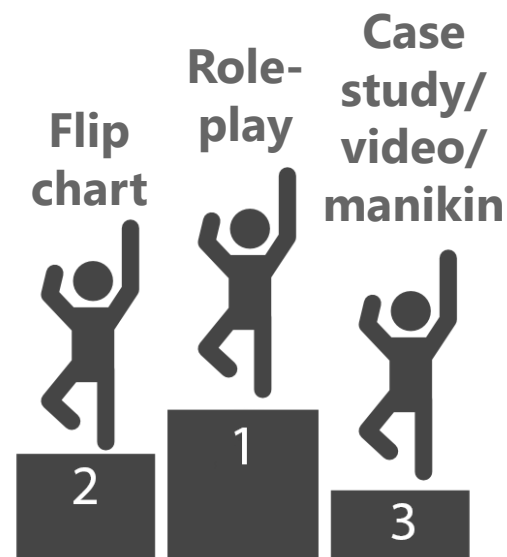 Flip
chart
2
Role-
play
1
Case
study/
video/
manikin
3